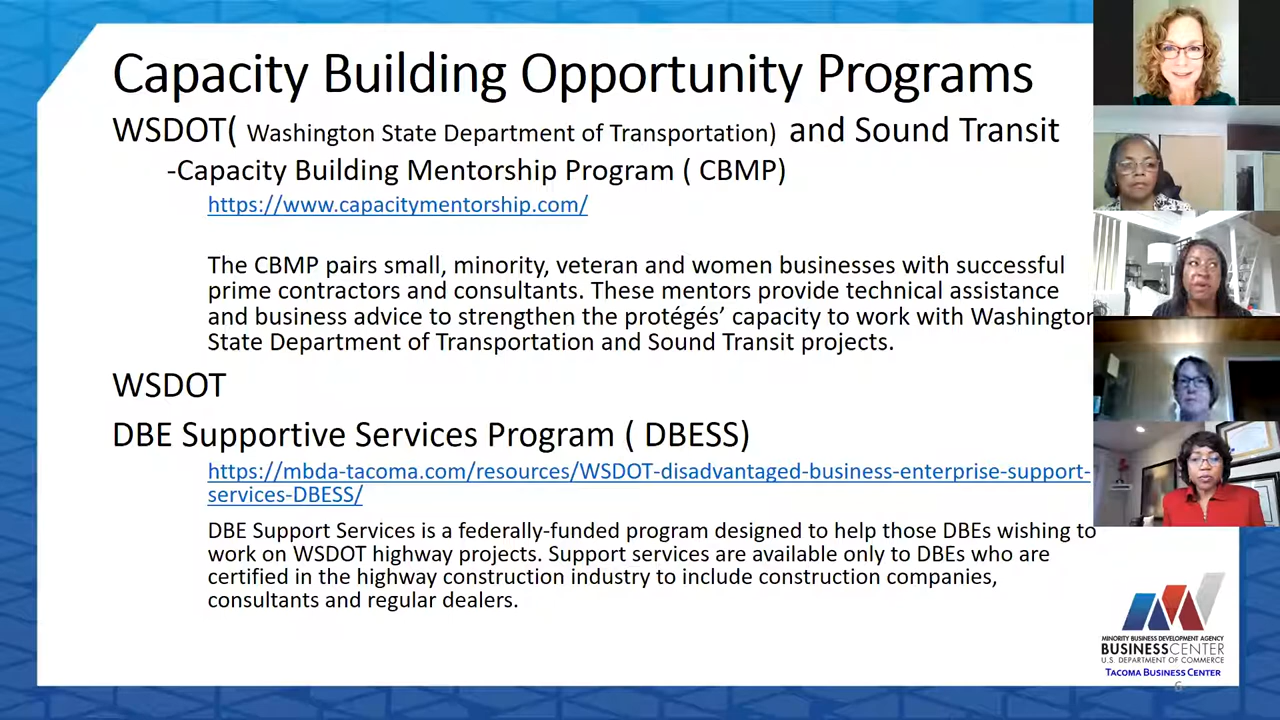 Capacity Building Opportunity Programs
WSDOT( Washington State Department of Transportation) and Sound Transit
-Capacity Building Mentorship Program ( CBMP)
https://www.capacitymentorship.com/
The CBMP pairs small, minority, veteran and women businesses with successful
prime contractors and consultants. These mentors provide technical assistance
and business advice to strengthen the protégés’ capacity to work with Washington
State Department of Transportation and Sound Transit projects.
WSDOT
DBE Supportive Services Program ( DBESS)
https://mbda-tacoma.com/resources/WSDOT-disadvantaged-business-enterprise-support-
services-DBESS/
DBE Support Services is a federally-funded program designed to help those DBEs wishing to
work on WSDOT highway projects. Support services are available only to DBEs who are
certified in the highway construction industry to include construction companies,
consultants and regular dealers.
MINORITY BUSINESS DEVELOPMENT AGENCY
BUSINESSCENTER
U.S. DEPARTMENT OF COMMERCE
TACOMA BUSINESS CENTER
6